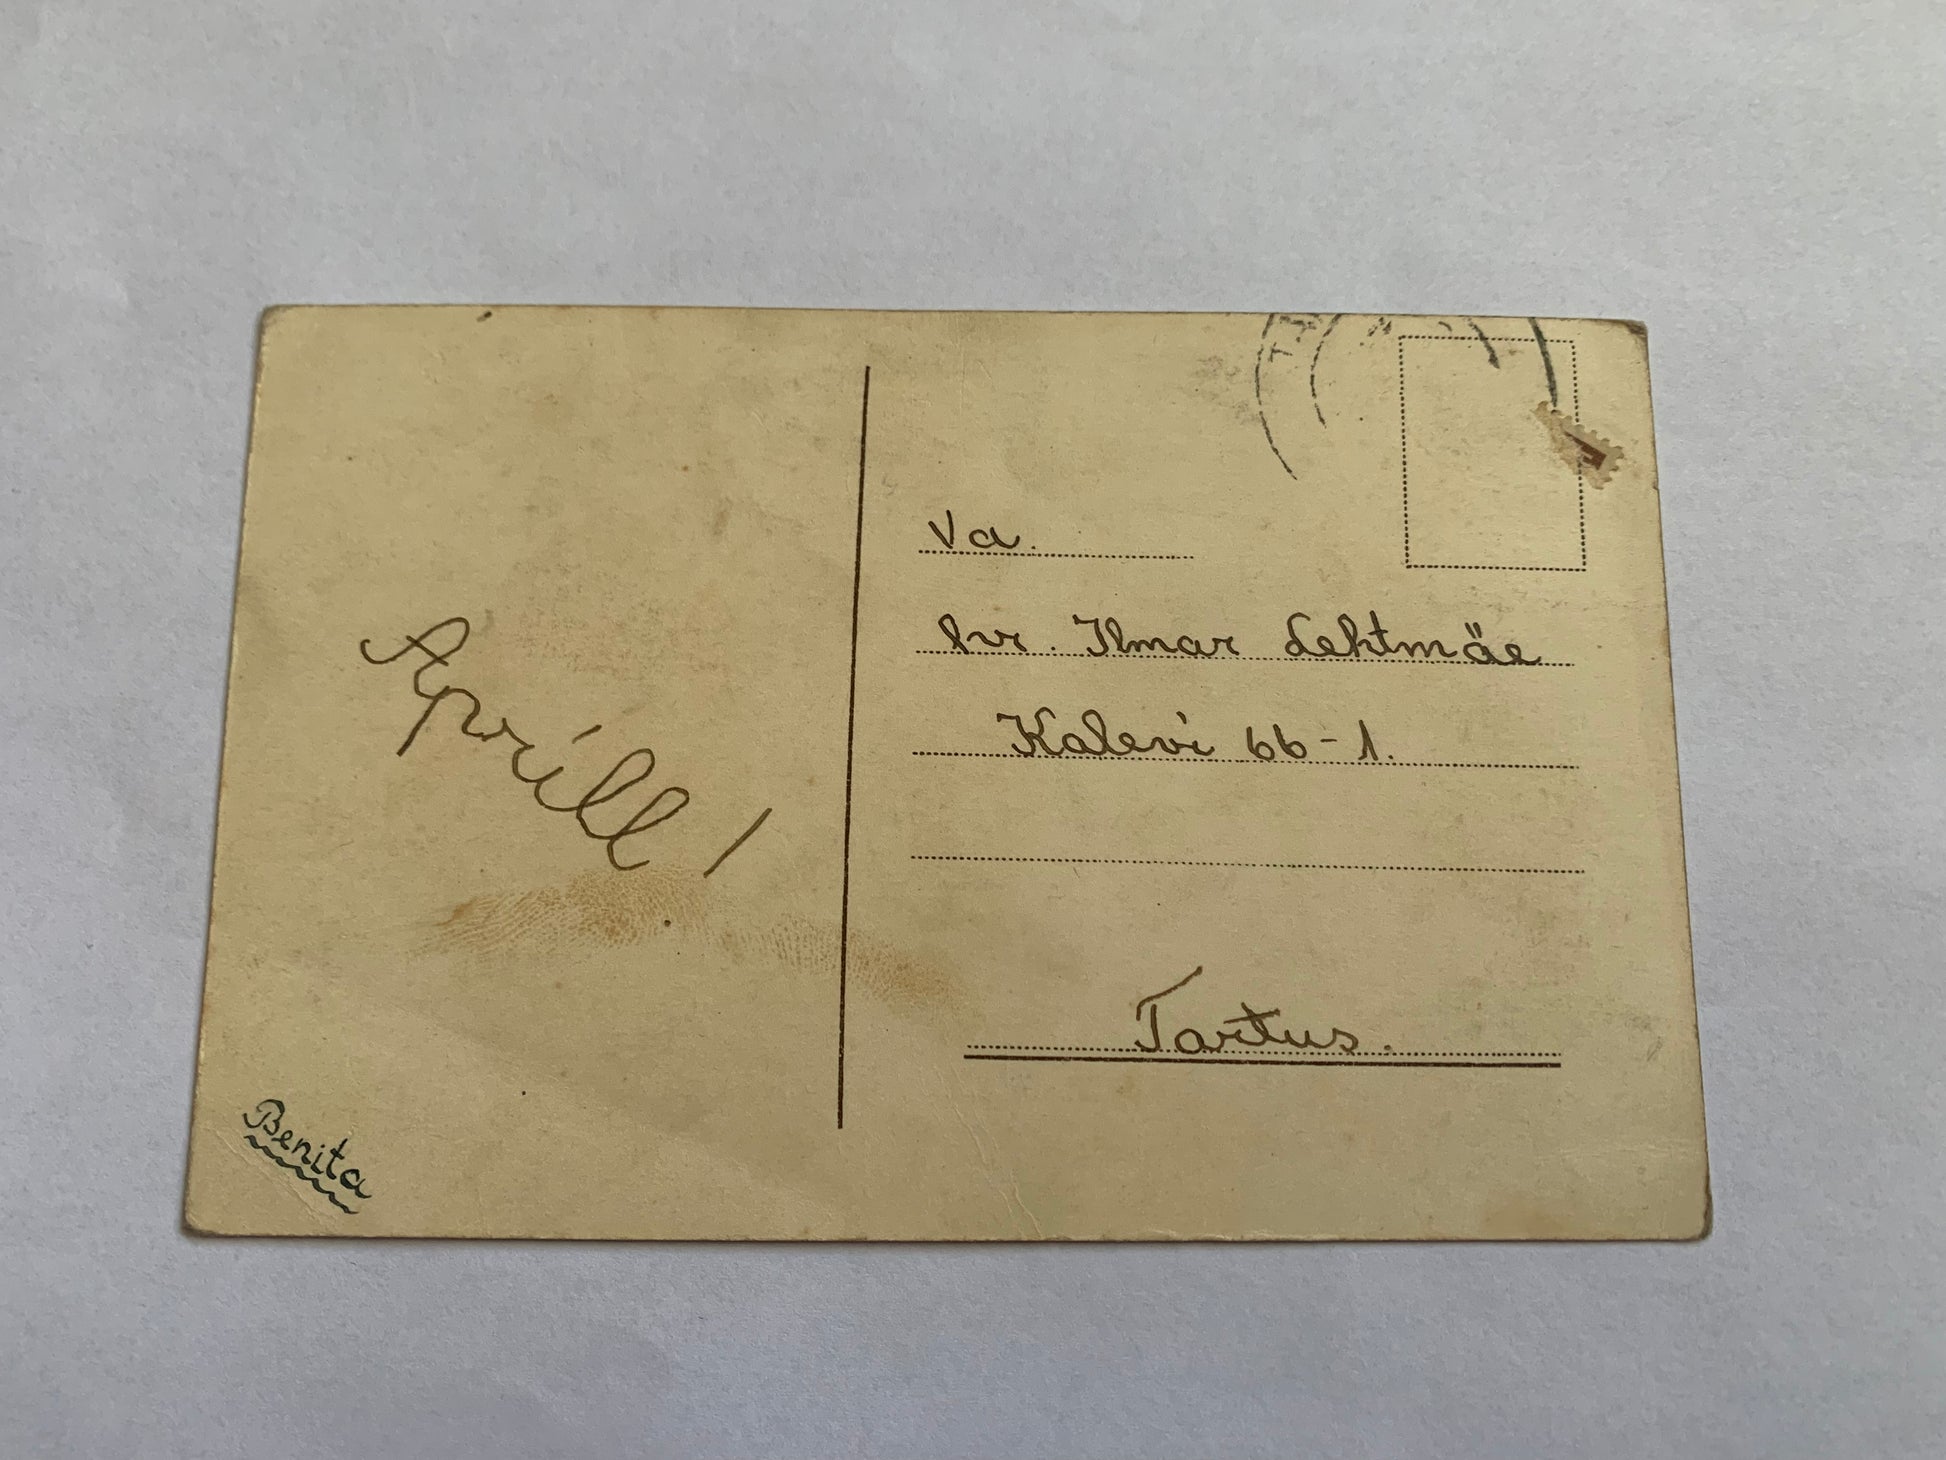 Aprill!
Benita
Va.
hr. Ilmar Lehtmäe
Kalevi 66-1.
Tartus.